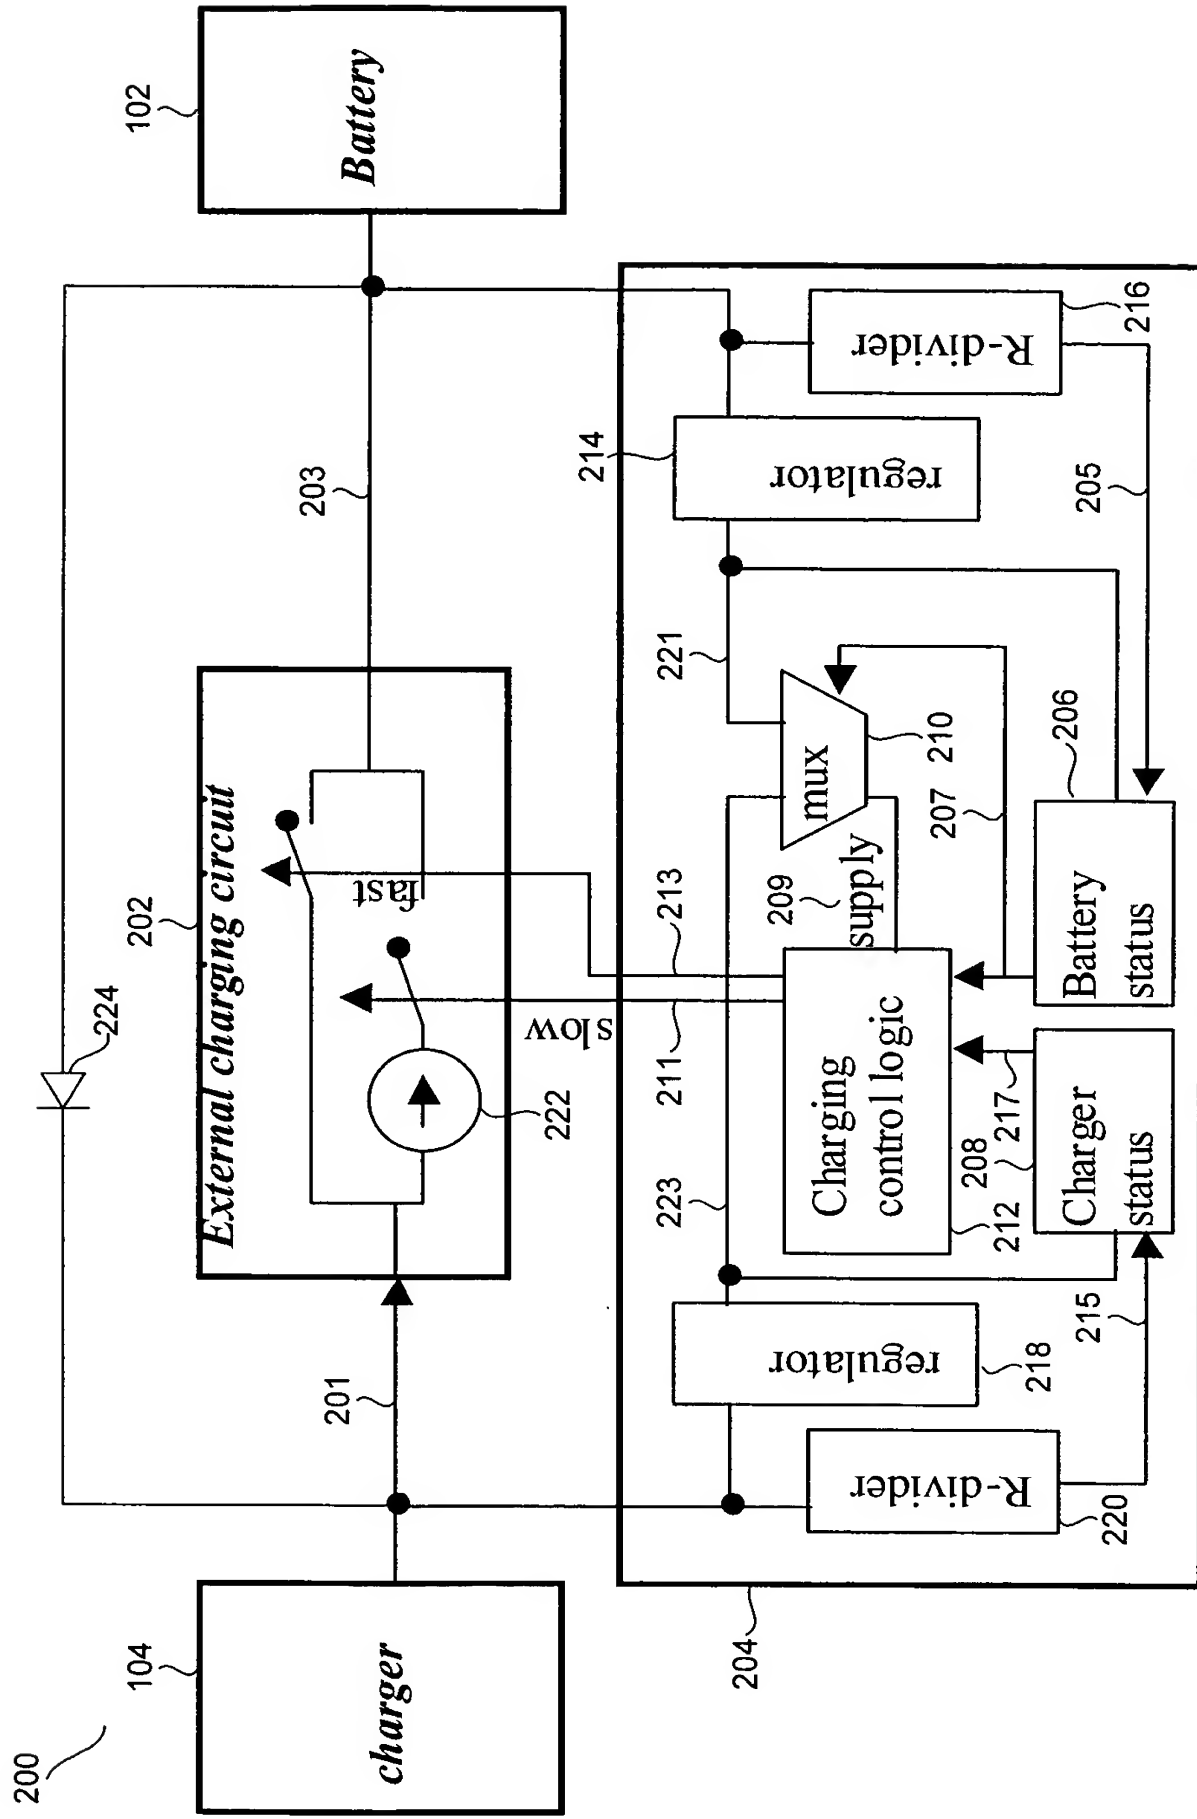 200
104
charger
201
224
202
External charging circuit
222
fast
slow
203
102
Battery
204
211
213
223
218
regulator
220
R-divider
215
212
Charging
control logic
209
supply
mux
210
221
214
regulator
216
R-divider
205
207
217
208
Charger
status
206
Battery
status